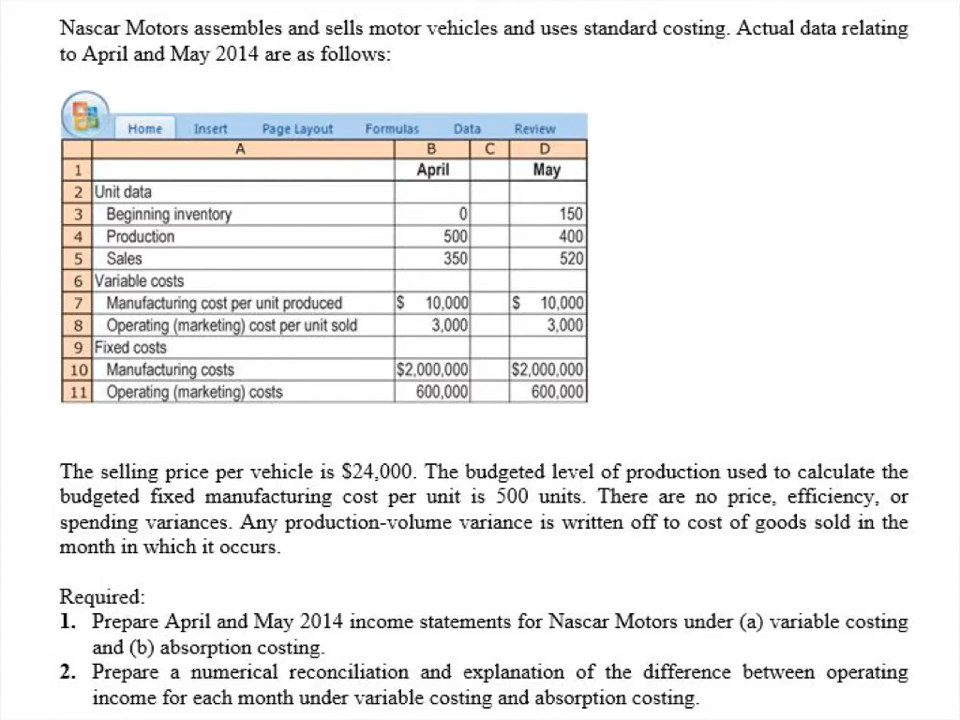 Nascar Motors assembles and sells motor vehicles and uses standard costing. Actual data relating
to April and May 2014 are as follows:
Home Insert Page Layout Formulas Data Review
A B C D
1 April May
2 Unit data
3 Beginning inventory 0 150
4 Production 500 400
5 Sales 350 520
6 Variable costs
7 Manufacturing cost per unit produced $ 10,000 $ 10,000
8 Operating (marketing) cost per unit sold 3,000 3,000
9 Fixed costs
10 Manufacturing costs $2,000,000 $2,000,000
11 Operating (marketing) costs 600,000 600,000
The selling price per vehicle is $24,000. The budgeted level of production used to calculate the
budgeted fixed manufacturing cost per unit is 500 units. There are no price, efficiency, or
spending variances. Any production-volume variance is written off to cost of goods sold in the
month in which it occurs.
Required:
1. Prepare April and May 2014 income statements for Nascar Motors under (a) variable costing
and (b) absorption costing.
2. Prepare a numerical reconciliation and explanation of the difference between operating
income for each month under variable costing and absorption costing.